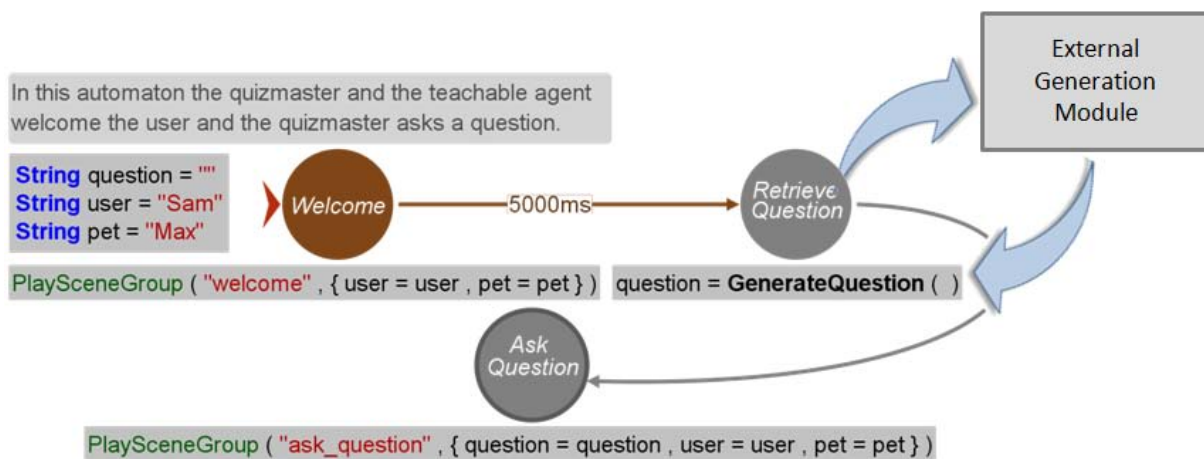 External
Generation
Module
In this automaton the quizmaster and the teachable agent
welcome the user and the quizmaster asks a question.
String question = ""
String user = "Sam"
String pet = "Max"
Welcome
5000ms
Retrieve
Question
PlaySceneGroup ( "welcome" , { user = user , pet = pet } )
question = GenerateQuestion ( )
Ask
Question
PlaySceneGroup ( "ask_question" , { question = question , user = user , pet = pet } )